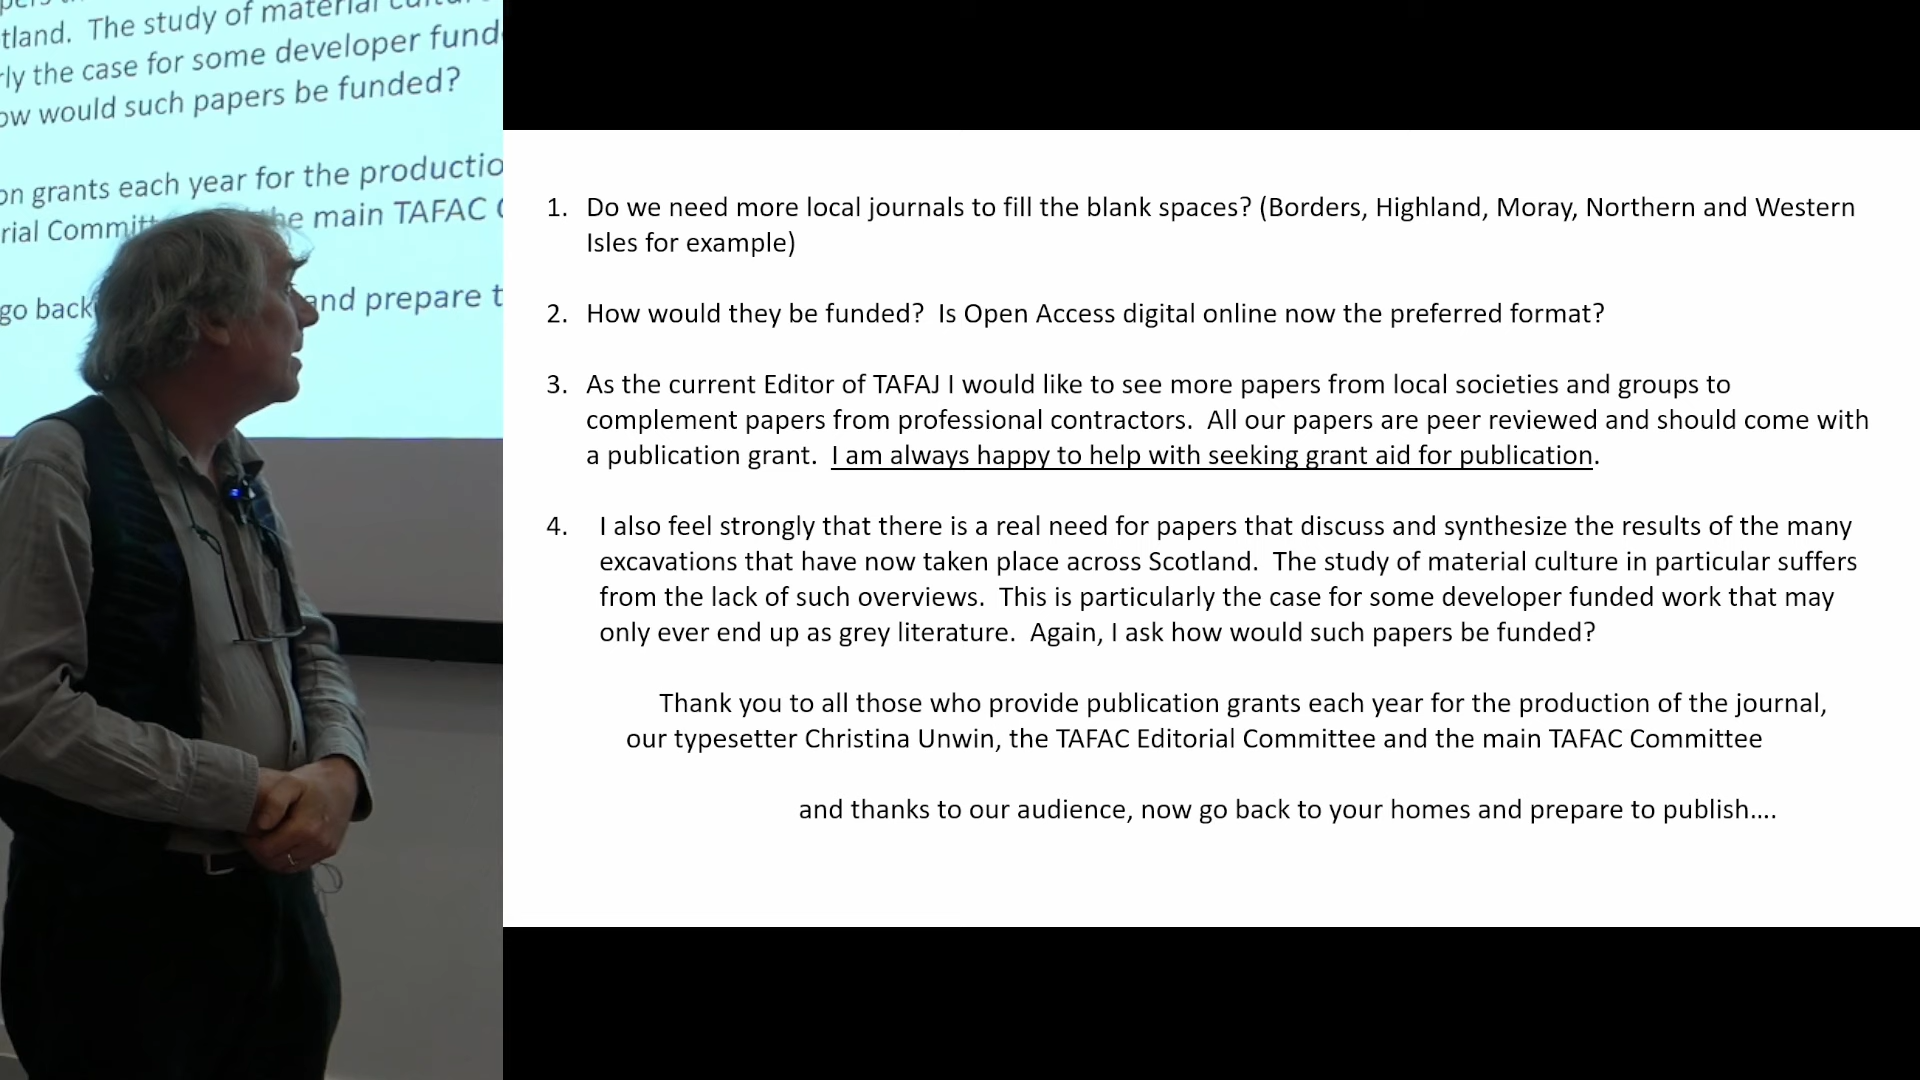 tland.  The study of material
rly the case for some developer fund
ow would such papers be funded?
on grants each year for the productio
rial Committ the main TAFAC C
go back and prepare t
1. Do we need more local journals to fill the blank spaces? (Borders, Highland, Moray, Northern and Western
Isles for example)
2. How would they be funded?  Is Open Access digital online now the preferred format?
3. As the current Editor of TAFAJ I would like to see more papers from local societies and groups to
complement papers from professional contractors.  All our papers are peer reviewed and should come with
a publication grant.  I am always happy to help with seeking grant aid for publication.
4. I also feel strongly that there is a real need for papers that discuss and synthesize the results of the many
excavations that have now taken place across Scotland.  The study of material culture in particular suffers
from the lack of such overviews.  This is particularly the case for some developer funded work that may
only ever end up as grey literature.  Again, I ask how would such papers be funded?
Thank you to all those who provide publication grants each year for the production of the journal,
our typesetter Christina Unwin, the TAFAC Editorial Committee and the main TAFAC Committee
and thanks to our audience, now go back to your homes and prepare to publish....